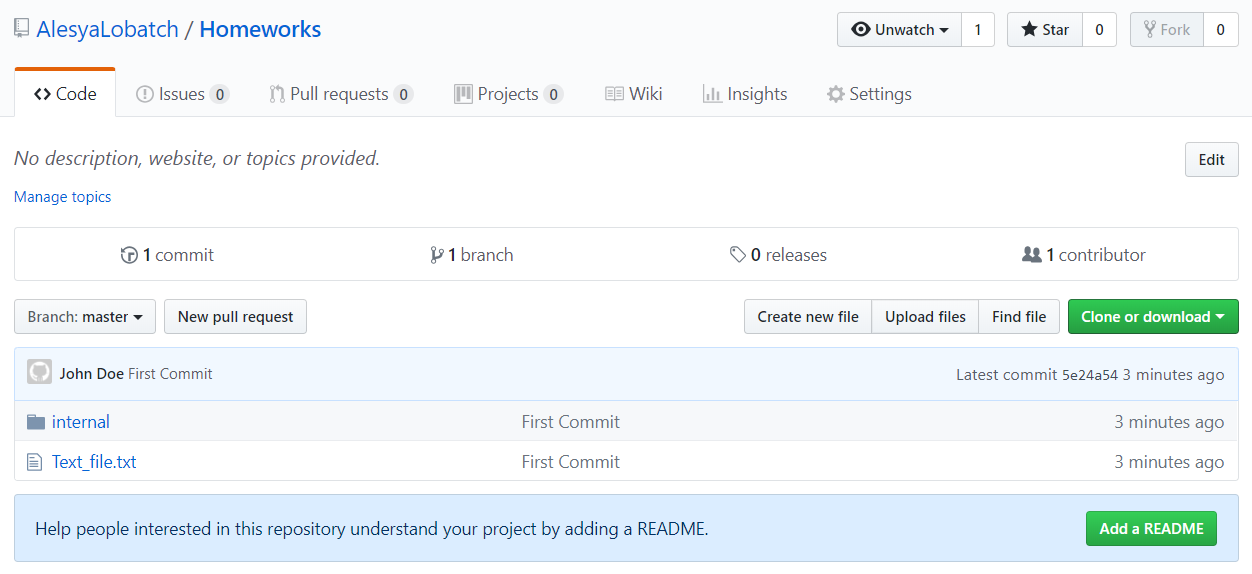 AlesyaLobatch / Homeworks Unwatch 1 Star 0 Fork 0
Code Issues 0 Pull requests 0 Projects 0 Wiki Insights Settings
No description, website, or topics provided. Edit
Manage topics
1 commit 1 branch 0 releases 1 contributor
Branch: master New pull request Create new file Upload files Find file Clone or download
John Doe First Commit Latest commit 5e24a54 3 minutes ago
internal First Commit 3 minutes ago
Text_file.txt First Commit 3 minutes ago
Help people interested in this repository understand your project by adding a README. Add a README